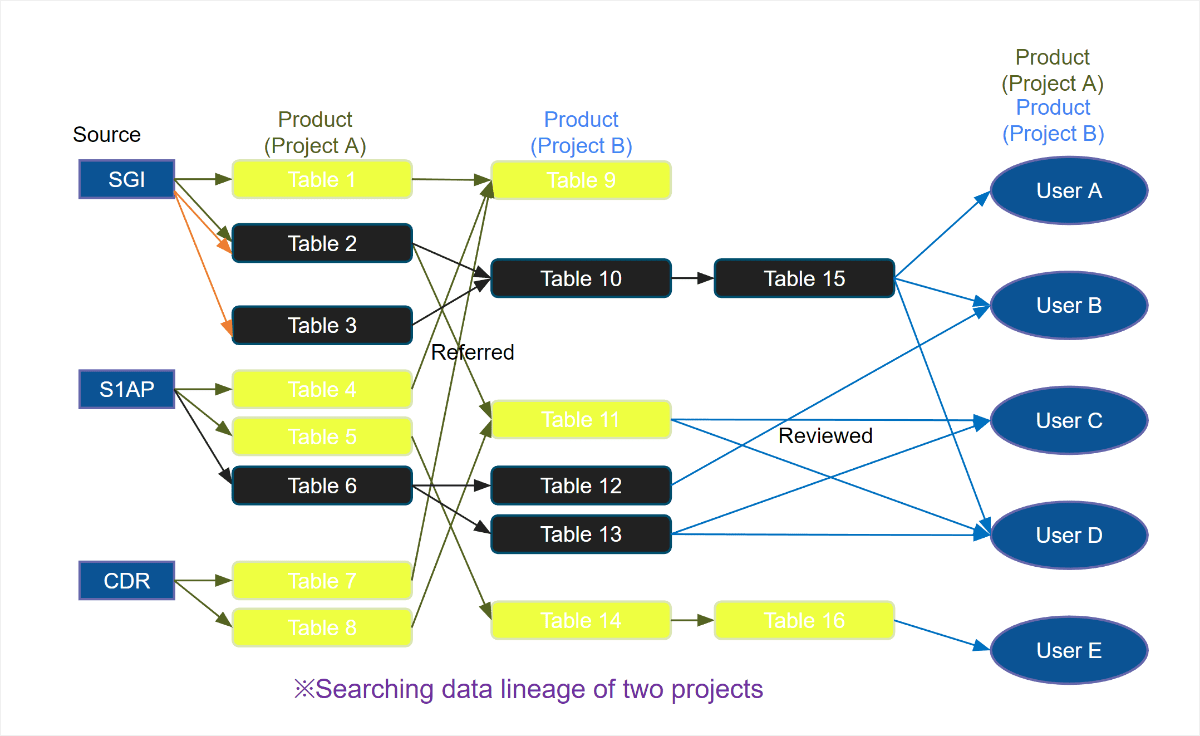 Product
(Project A)
Product
(Project B)
Source
Product
(Project A)
Product
(Project B)
SGI
Table 1
Table 9
User A
Table 2
Table 10
Table 15
User B
Table 3
Referred
S1AP
Table 4
Table 11
User C
Table 5
Reviewed
Table 6
Table 12
Table 13
User D
CDR
Table 7
Table 8
Table 14
Table 16
User E
※Searching data lineage of two projects